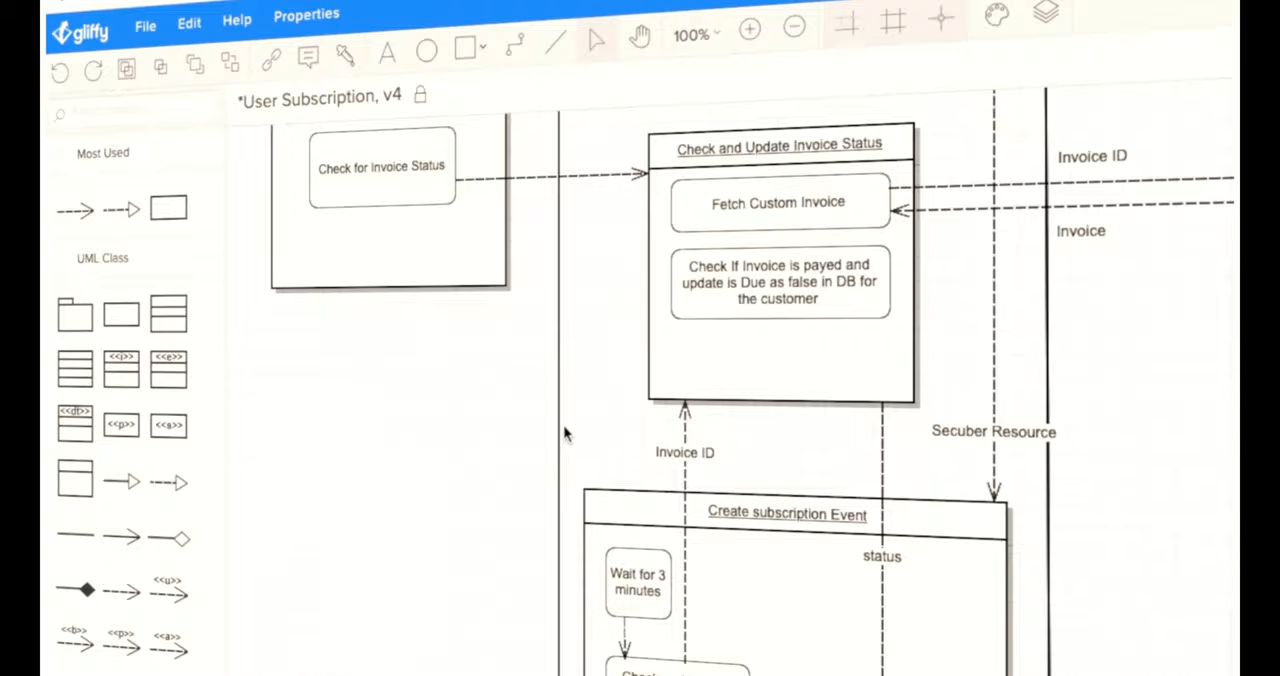 gliffy
File Edit Help Properties
100%
*User Subscription, v4
Most Used
UML Class
<<i>>
<<e>>
<<dt>>
<<p>>
<<s>>
<<u>>
<<b>>
<<p>>
<<a>>
Check for Invoice Status
Check and Update Invoice Status
Fetch Custom Invoice
Check If Invoice is payed and
update is Due as false in DB for
the customer
Invoice ID
Invoice
Invoice ID
Secuber Resource
Create subscription Event
status
Wait for 3
minutes